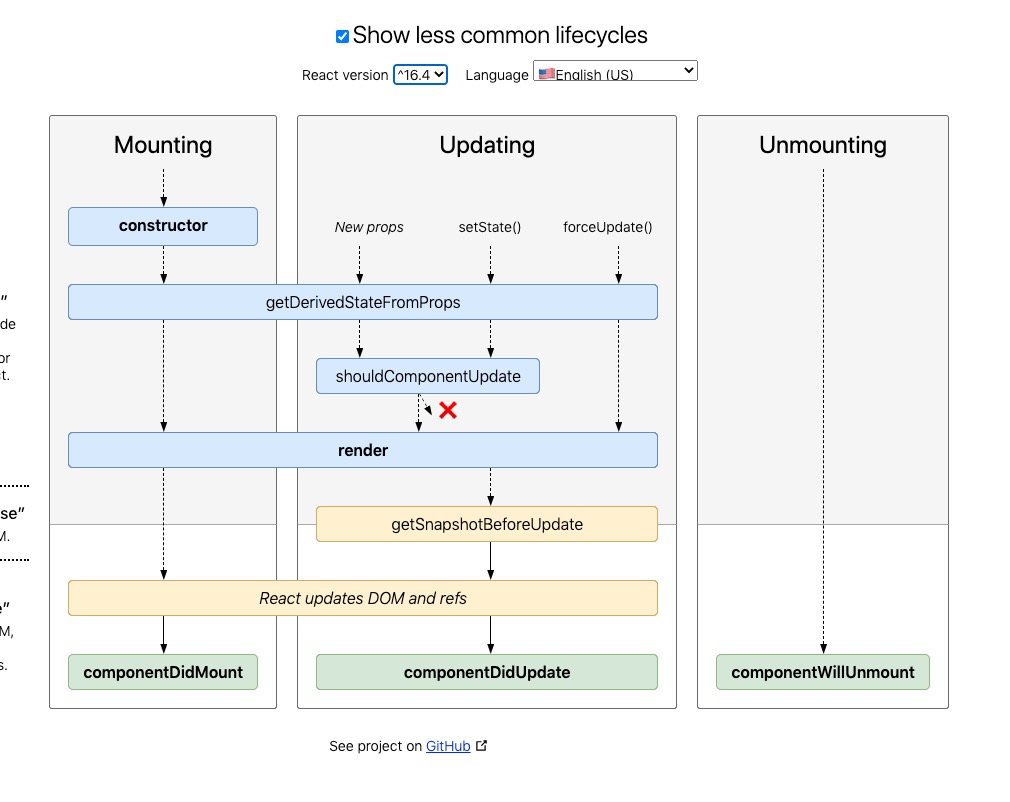 Show less common lifecycles
React version ^16.4 Language 🇺🇸English (US)
Mounting
Updating
Unmounting
constructor
New props
setState()
forceUpdate()
”
de
getDerivedStateFromProps
or
t.
shouldComponentUpdate
render
se”
M.
getSnapshotBeforeUpdate
React updates DOM and refs
e”
M,
s.
componentDidMount
componentDidUpdate
componentWillUnmount
See project on GitHub